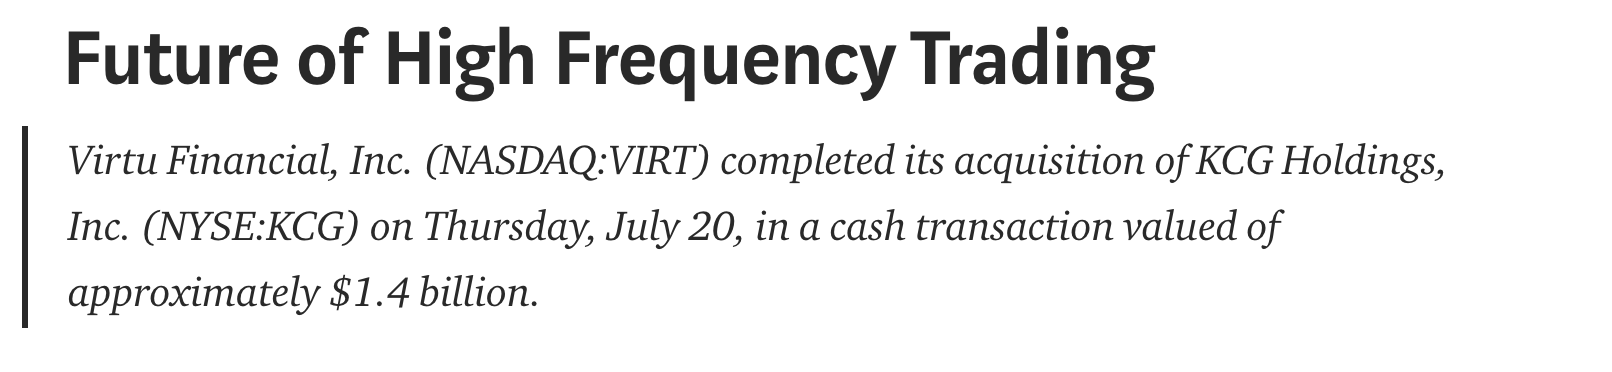 Future of High Frequency Trading
Virtu Financial, Inc. (NASDAQ:VIRT) completed its acquisition of KCG Holdings,
Inc. (NYSE:KCG) on Thursday, July 20, in a cash transaction valued of
approximately $1.4 billion.